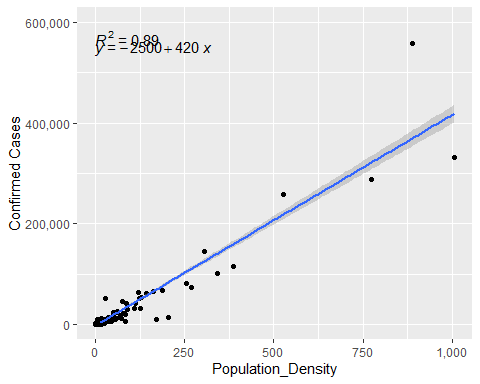 600,000
R² = 0.89
y = −2500 + 420 x
400,000
200,000
0
Confirmed Cases
0
250
500
750
1,000
Population_Density